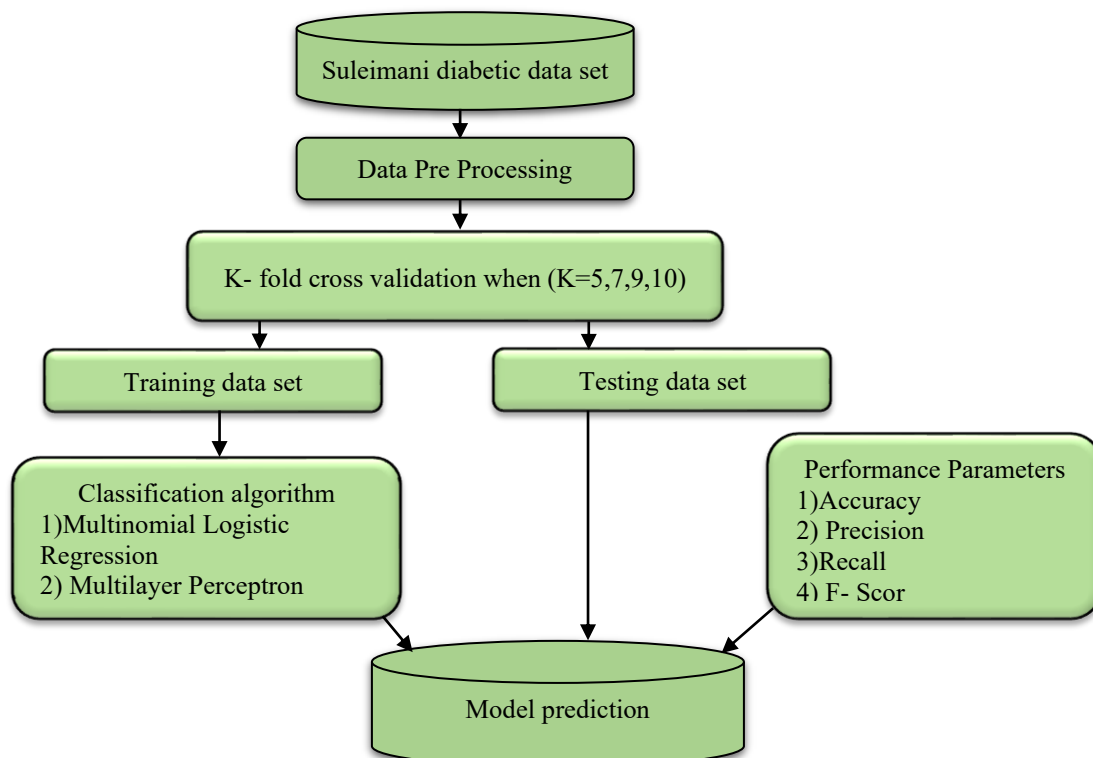 Suleimani diabetic data set
Data Pre Processing
K- fold cross validation when (K=5,7,9,10)
Training data set
Testing data set
Classification algorithm
1)Multinomial Logistic
Regression
2) Multilayer Perceptron
Performance Parameters
1)Accuracy
2) Precision
3)Recall
4) F- Scor
Model prediction